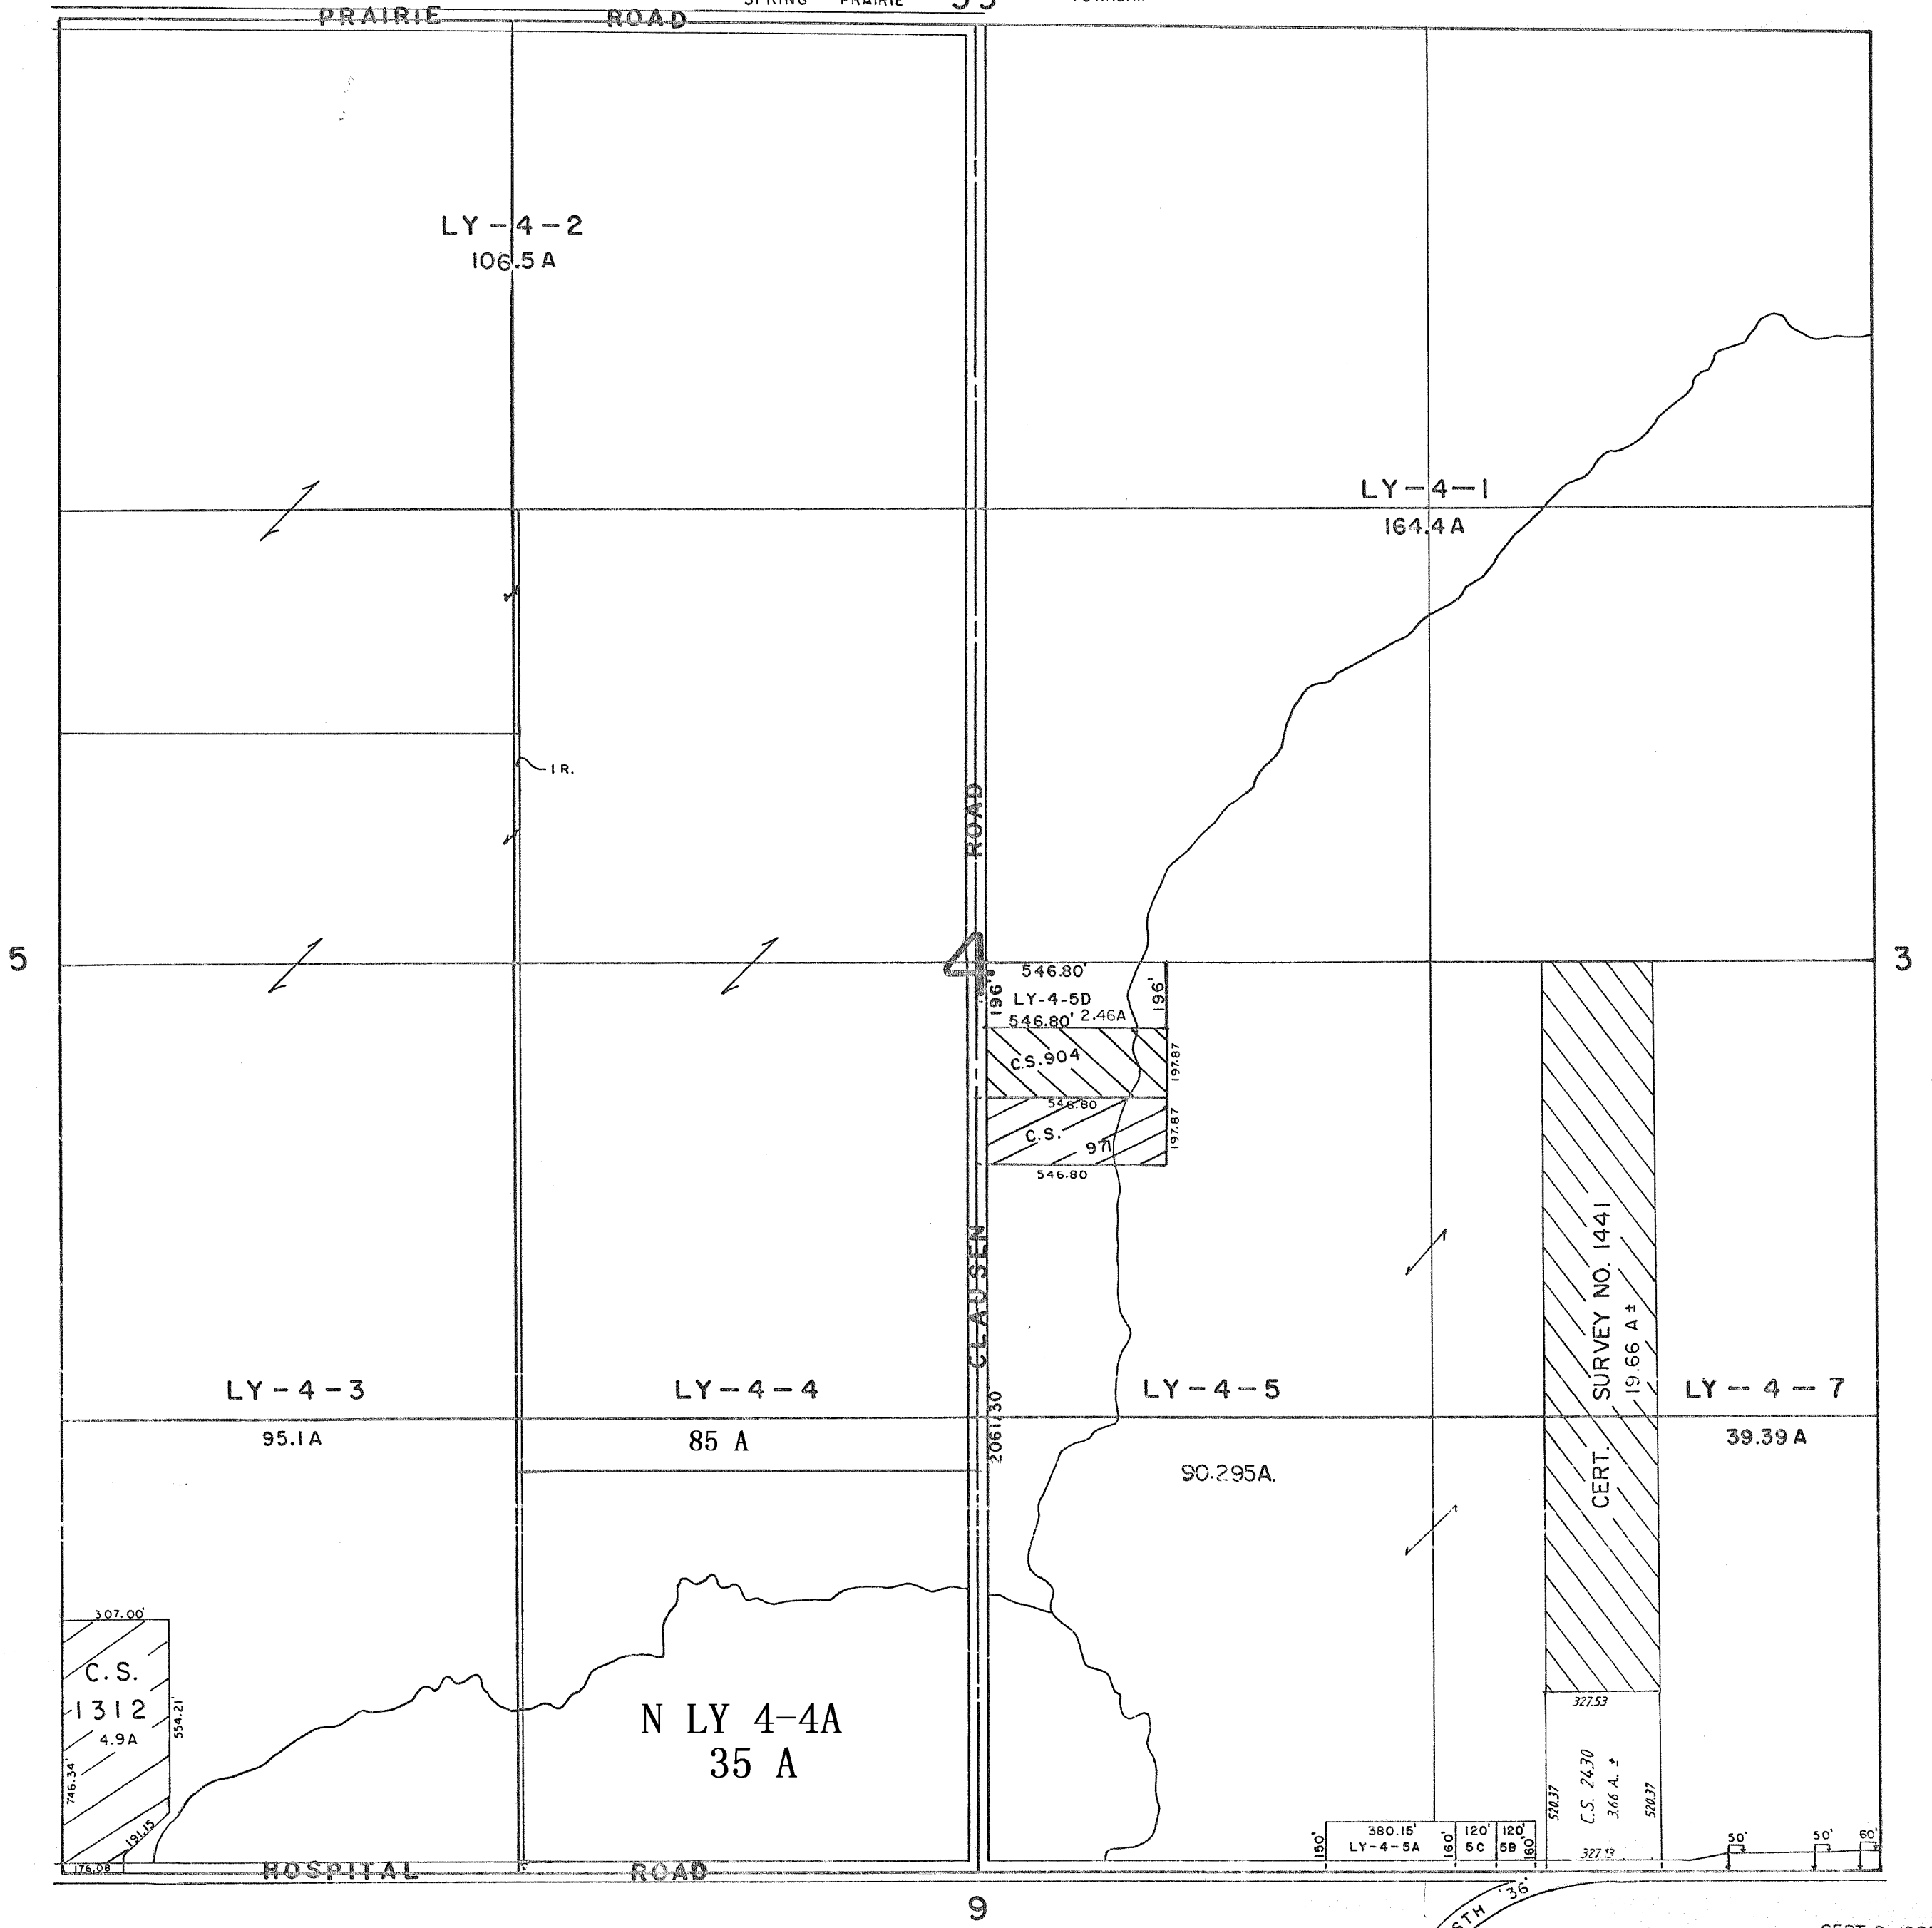 SPRING PRAIRIE 33
PRAIRIE ROAD
LY-4-2
106.5 A
LY-4-1
164.4 A
1 R.
ROAD
5
4
3
546.80'
196'
LY-4-5D
196'
546.80' 2.46A
C.S. 904
197.87
546.80
C.S. 971
197.87
546.80
CLAUSEN
CERT. SURVEY NO. 1441
19.66 A ±
LY-4-3
LY-4-4
LY-4-5
LY-4-7
95.1 A
85 A
2061.30'
90.295A.
39.39 A
307.00'
C.S.
1312
4.9 A
554.21'
746.34'
191.15
176.08
N LY 4-4A
35 A
327.53
C.S. 2430
3.66 A. ±
520.37
520.37
327.13
150'
380.15'
LY-4-5A
160'
120'
5C
120'
5B
160'
50'
50'
60'
HOSPITAL ROAD
9
36'